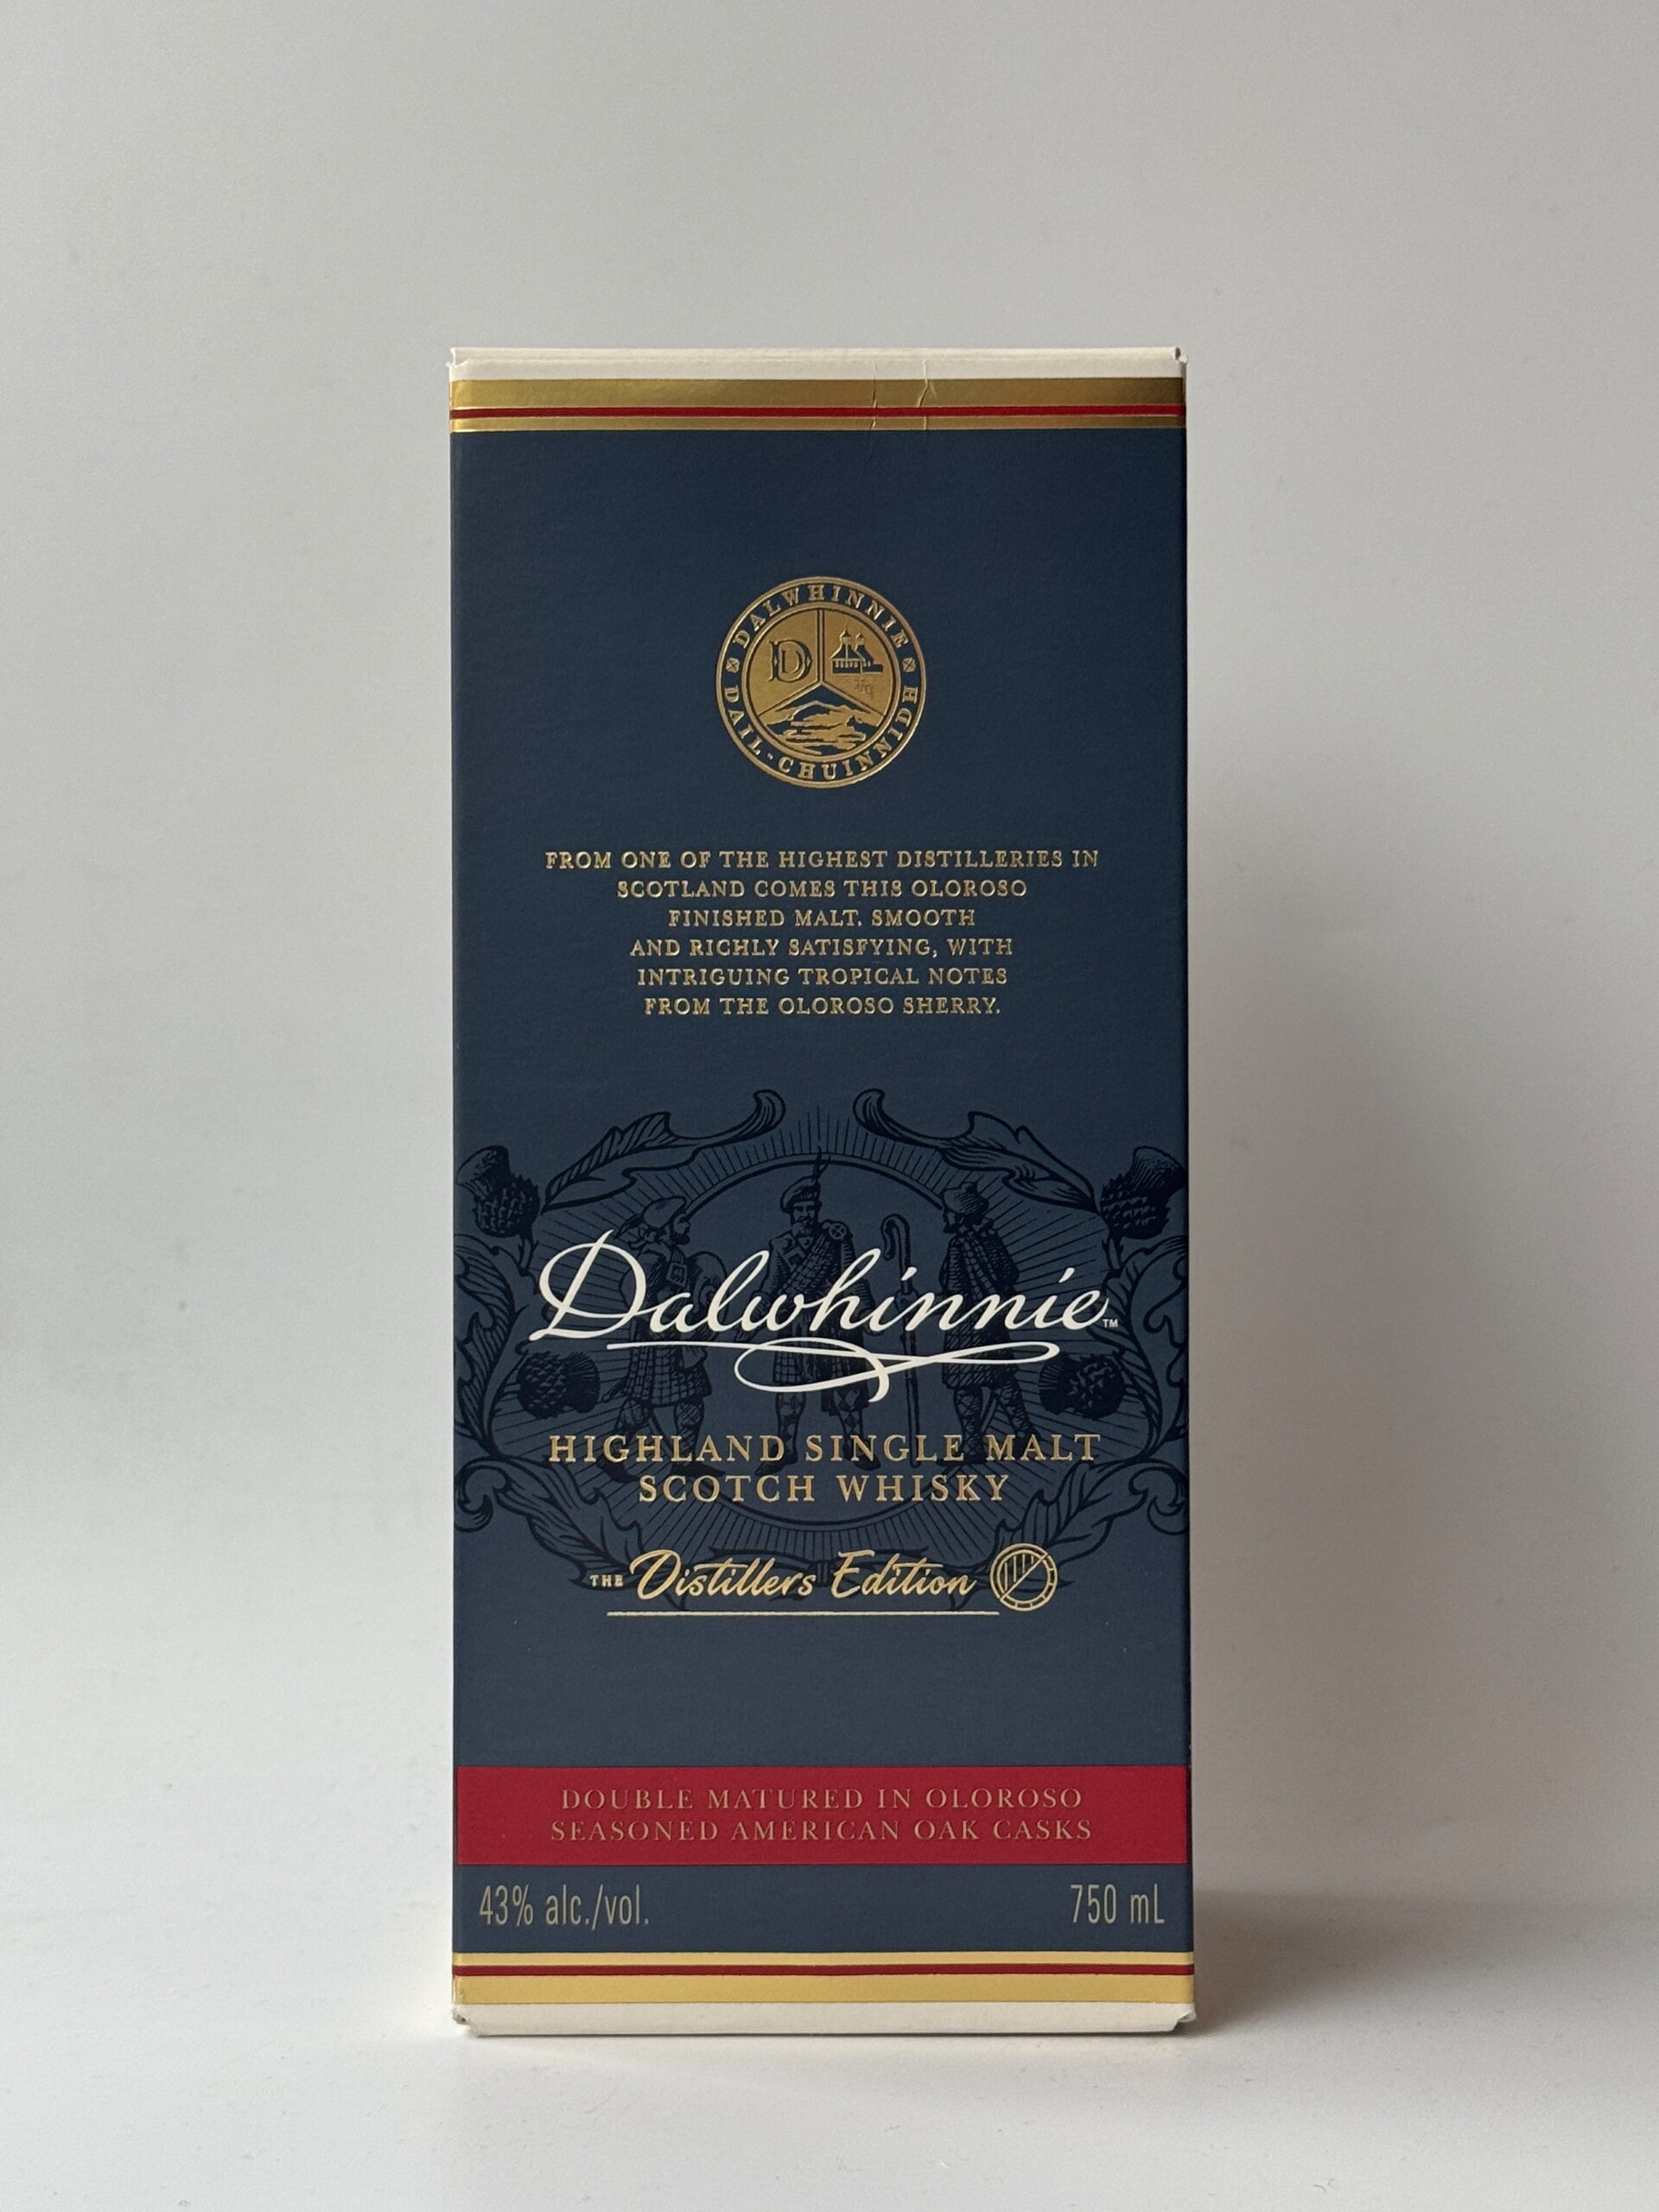 DALWHINNIE
D
DAIL-CHUINNIDH
FROM ONE OF THE HIGHEST DISTILLERIES IN
SCOTLAND COMES THIS OLOROSO
FINISHED MALT, SMOOTH
AND RICHLY SATISFYING, WITH
INTRIGUING TROPICAL NOTES
FROM THE OLOROSO SHERRY.
Dalwhinnie™
HIGHLAND SINGLE MALT
SCOTCH WHISKY
THE Distillers Edition
DOUBLE MATURED IN OLOROSO
SEASONED AMERICAN OAK CASKS
43% alc./vol. 750 mL